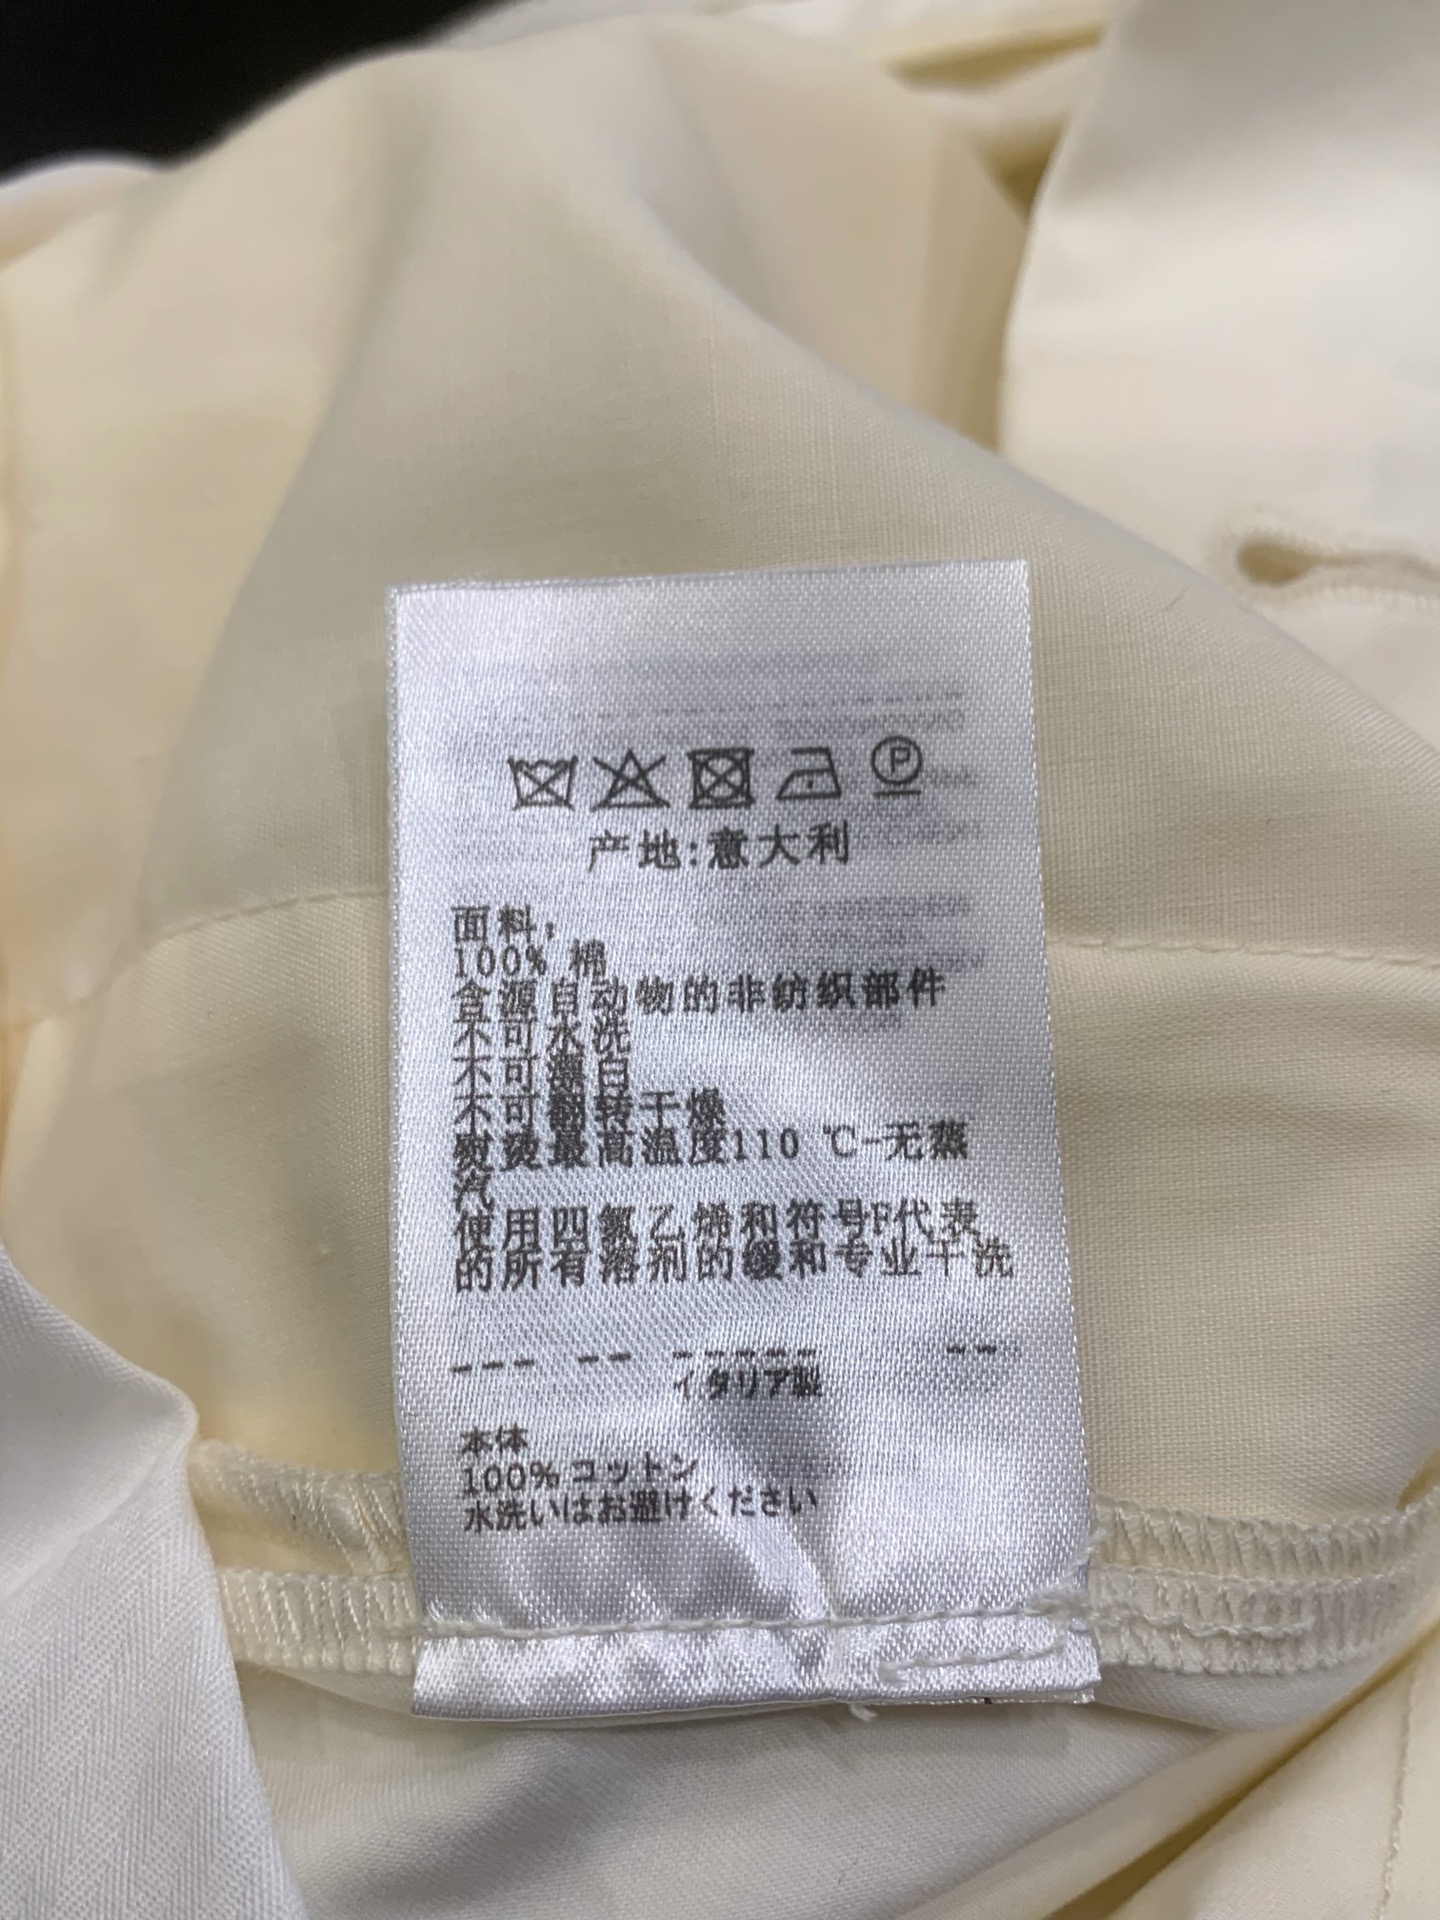 P
产地:意大利
面料:
100% 棉
含源自动物的非纺织部件
不可水洗
不可漂白
不可翻转干燥
熨烫最高温度110 ℃-无蒸
汽
使用四氯乙烯和符号F代表
的所有溶剂的缓和专业干洗
--- -- ----- --
イタリア製
本体
100% コットン
水洗いはお避けください